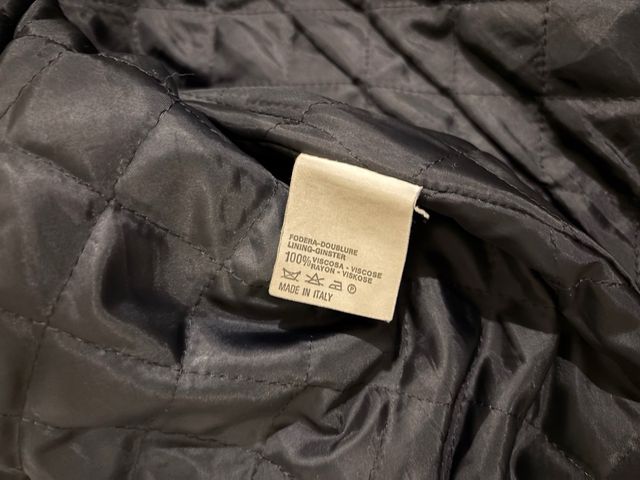 FODERA-DOUBLURE
LINING-GINSTER
100% VISCOSA - VISCOSE
RAYON - VISKOSE
P
MADE IN ITALY